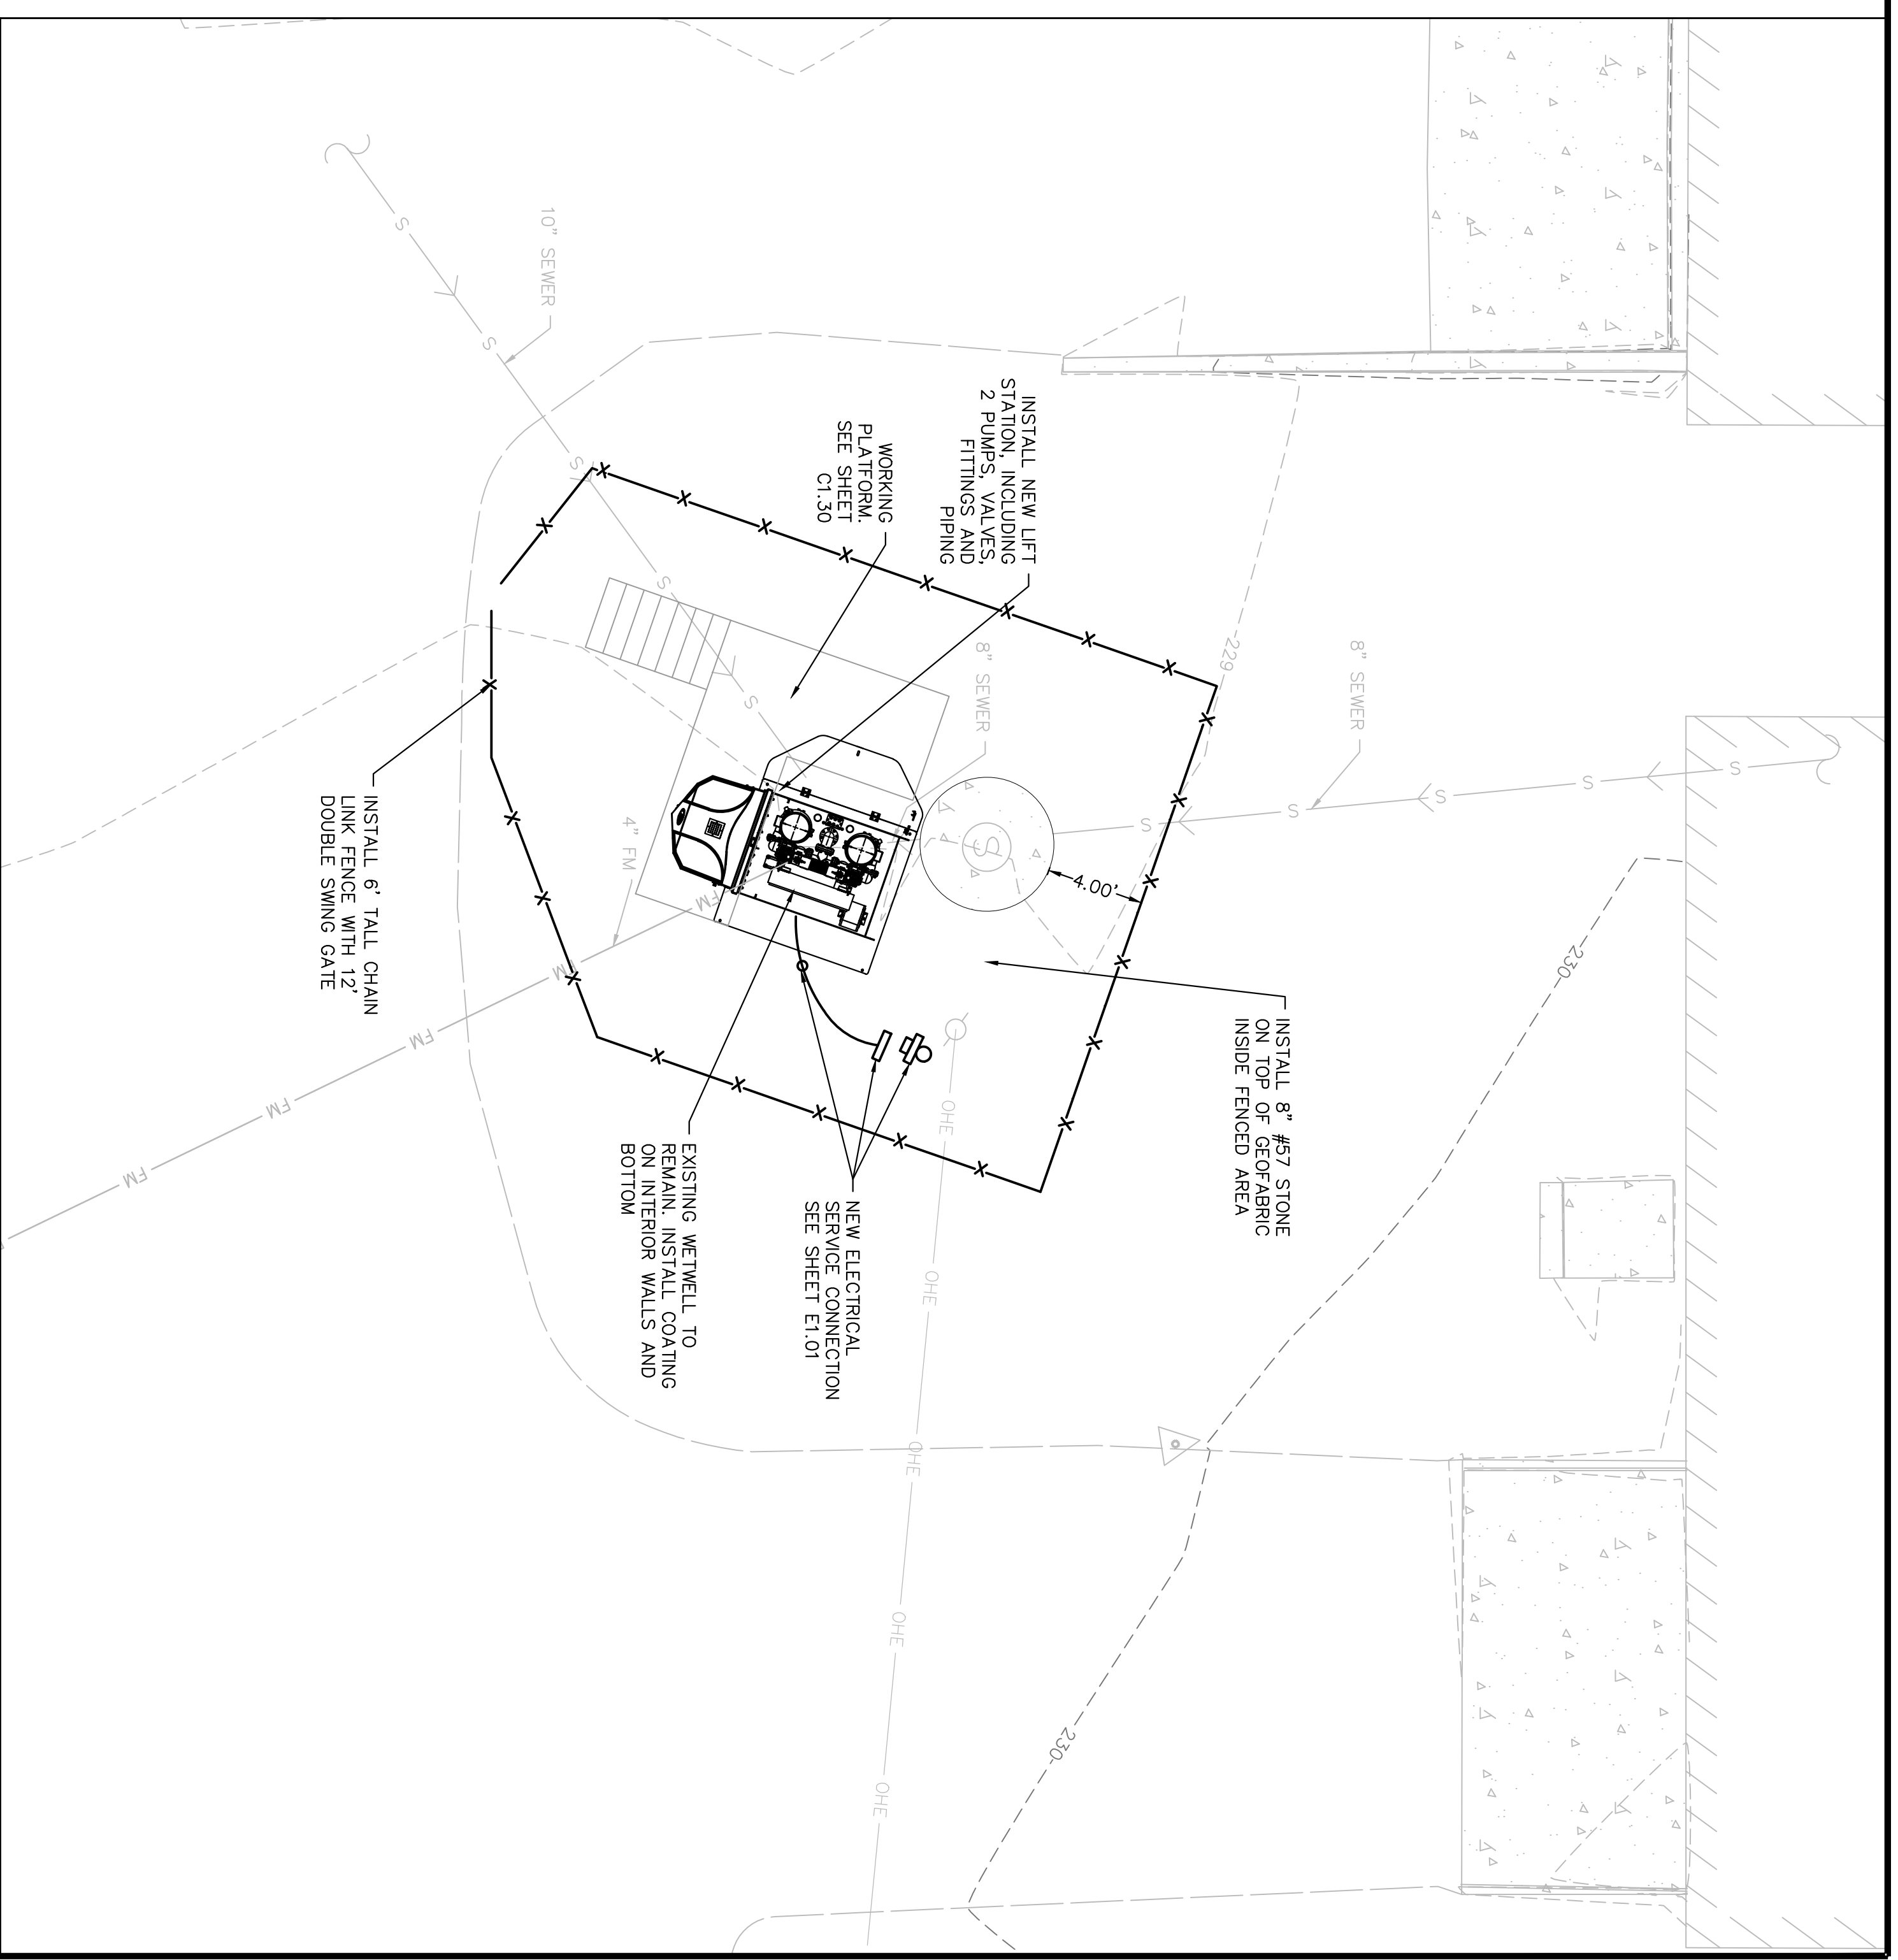 INSTALL 8" #57 STONE
ON TOP OF GEOFABRIC
INSIDE FENCED AREA
8" SEWER
229
230
230
4.00'
INSTALL NEW LIFT
STATION, INCLUDING
2 PUMPS, VALVES,
FITTINGS AND
PIPING
8" SEWER
WORKING
PLATFORM.
SEE SHEET
C1.30
NEW ELECTRICAL
SERVICE CONNECTION
SEE SHEET E1.01
EXISTING WETWELL TO
REMAIN. INSTALL COATING
ON INTERIOR WALLS AND
BOTTOM
4" FM
10" SEWER
INSTALL 6' TALL CHAIN
LINK FENCE WITH 12'
DOUBLE SWING GATE
S
S
S
S
S
S
S
S
S
S
FM
FM
FM
FM
FM
OHE
OHE
OHE
OHE
OHE